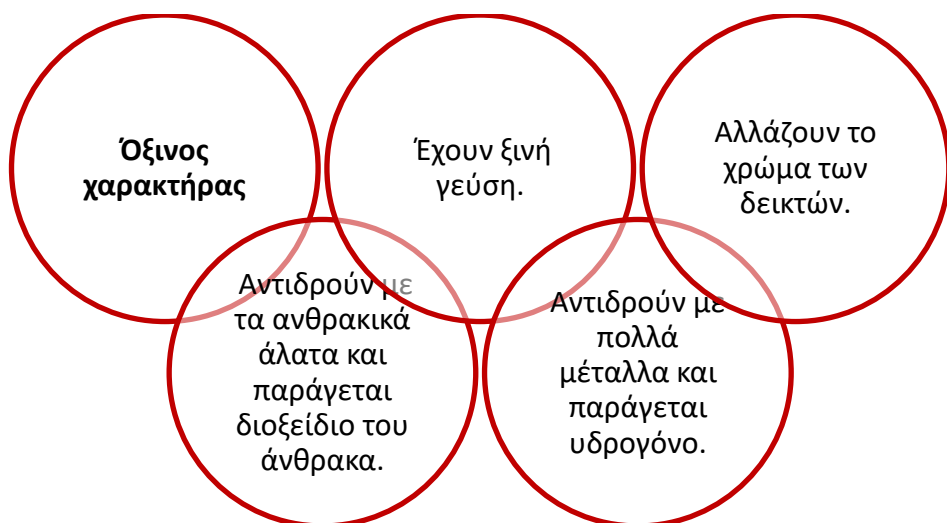 Όξινος
χαρακτήρας
Έχουν ξινή
γεύση.
Αλλάζουν το
χρώμα των
δεικτών.
Αντιδρούν με
τα ανθρακικά
άλατα και
παράγεται
διοξείδιο του
άνθρακα.
Αντιδρούν με
πολλά
μέταλλα και
παράγεται
υδρογόνο.